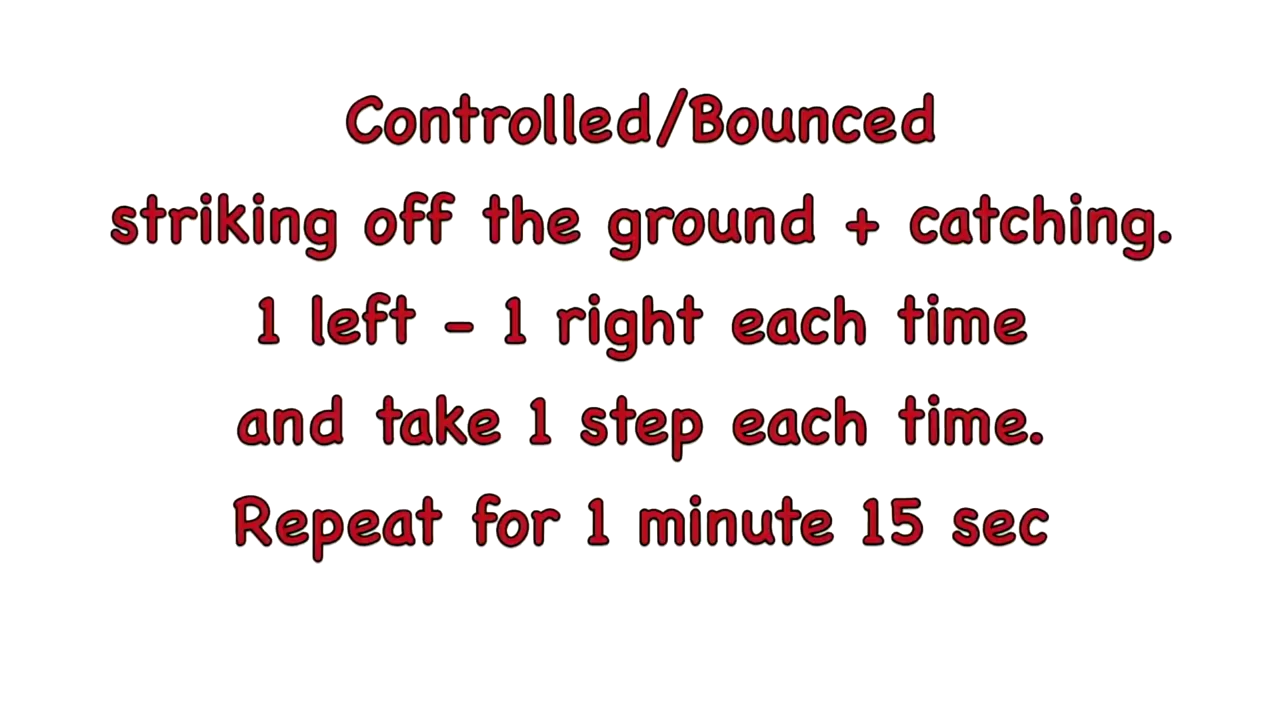 Controlled/Bounced
striking off the ground + catching.
1 left - 1 right each time
and take 1 step each time.
Repeat for 1 minute 15 sec